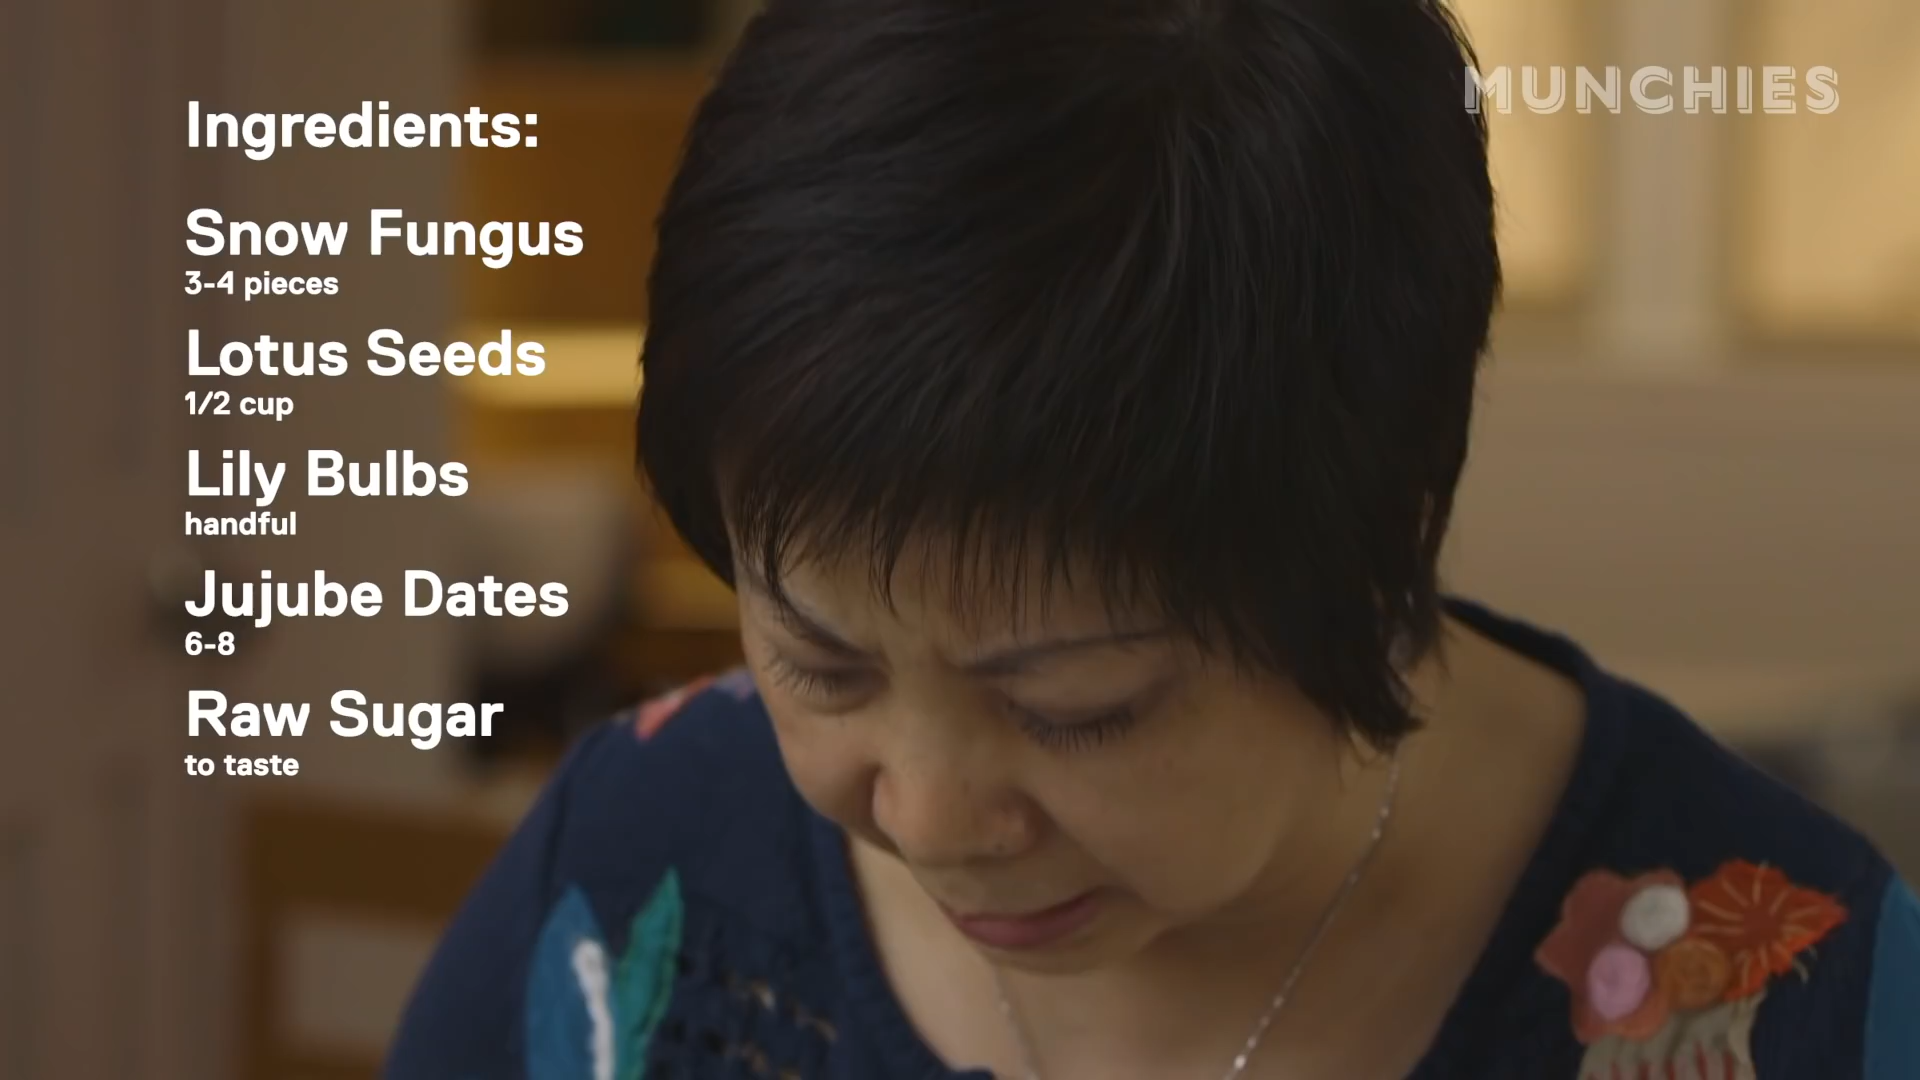 MUNCHIES
Ingredients:
Snow Fungus
3-4 pieces
Lotus Seeds
1/2 cup
Lily Bulbs
handful
Jujube Dates
6-8
Raw Sugar
to taste